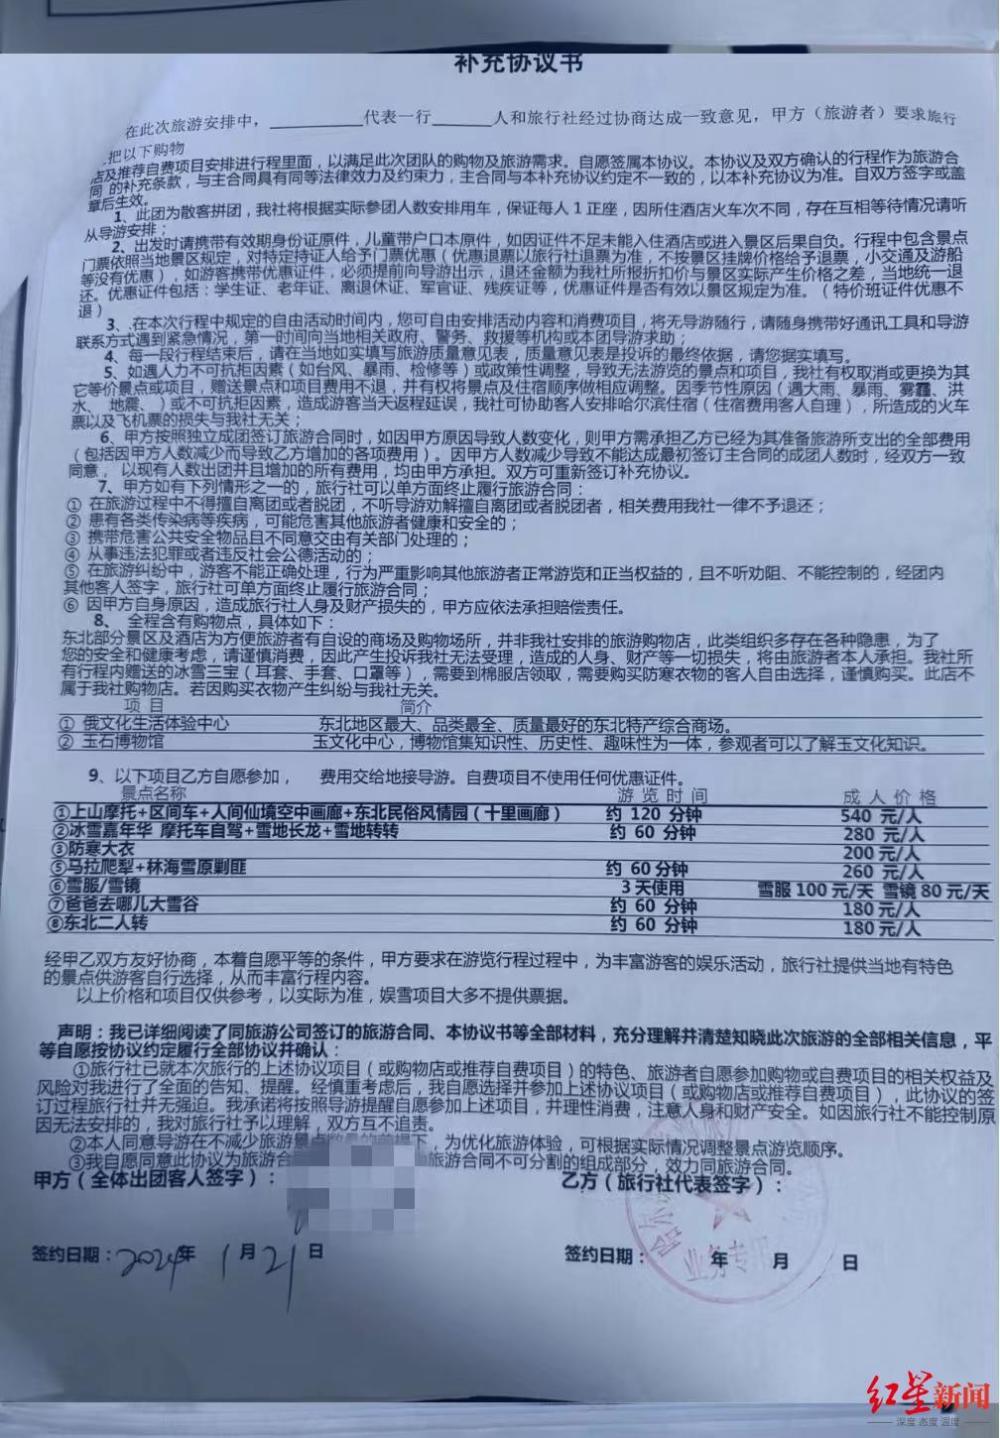 补充协议书
在此次旅游安排中，_________代表一行______人和旅行社经过协商达成一致意见，甲方（旅游者）要求旅行
把以下购物
店及推荐自费项目安排进行程里面，以满足此次团队的购物及旅游需求。自愿签属本协议。本协议及双方确认的行程作为旅游合
同 的补充条款，与主合同具有同等法律效力及约束力，主合同与本补充协议约定不一致的，以本补充协议为准。自双方签字或盖
章后生效。
1、此团为散客拼团，我社将根据实际参团人数安排用车，保证每人 1 正座，因所住酒店火车次不同，存在互相等待情况请听
从导游安排；
2、出发时请携带有效期身份证原件，儿童带户口本原件，如因证件不足未能入住酒店或进入景区后果自负。行程中包含景点
门票依照当地景区规定，对特定持证人给予门票优惠（优惠退票以旅行社退票为准，不按景区挂牌价格给予退票，小交通及游船
等没有优惠），如游客携带优惠证件，必须提前向导游出示，退还金额为我社所报折扣价与景区实际产生价格之差，当地统一退
还。优惠证件包括：学生证、老年证、离退休证、军官证、残疾证等，优惠证件是否有效以景区规定为准。（特价班证件优惠不
退）
3、.在本次行程中规定的自由活动时间内，您可自由安排活动内容和消费项目，将无导游随行，请随身携带好通讯工具和导游
联系方式遇到紧急情况，第一时间向当地相关政府、警务、救援等机构或本团导游求助；
4、每一段行程结束后，请在当地如实填写旅游质量意见表，质量意见表是投诉的最终依据，请您据实填写。
5、如遇人力不可抗拒因素（如台风、暴雨、检修等）或政策性调整，导致无法游览的景点和项目，我社有权取消或更换为其
它等价景点或项目，赠送景点和项目费用不退，并有权将景点及住宿顺序做相应调整。因季节性原因（遇大雨、暴雨、雾霾、洪
水、 地震、）或不可抗拒因素，造成游客当天返程延误，我社可协助客人安排哈尔滨住宿（住宿费用客人自理），所造成的火车
票以及飞机票的损失与我社无关；
6、甲方按照独立成团签订旅游合同时，如因甲方原因导致人数变化，则甲方需承担乙方已经为其准备旅游所支出的全部费用
（包括因甲方人数减少而导致乙方增加的各项费用）。因甲方人数减少导致不能达成最初签订主合同的成团人数时，经双方一致
同意， 以现有人数出团并且增加的所有费用，均由甲方承担。双方可重新签订补充协议。
7、甲方如有下列情形之一的，旅行社可以单方面终止履行旅游合同：
① 在旅游过程中不得擅自离团或者脱团，不听导游劝解擅自离团或者脱团者，相关费用我社一律不予退还；
② 患有各类传染病等疾病，可能危害其他旅游者健康和安全的；
③ 携带危害公共安全物品且不同意交由有关部门处理的；
④ 从事违法犯罪或者违反社会公德活动的；
⑤ 在旅游纠纷中，游客不能正确处理，行为严重影响其他旅游者正常游览和正当权益的，且不听劝阻、不能控制的，经团内
其他客人签字，旅行社可单方面终止履行旅游合同；
⑥ 因甲方自身原因，造成旅行社人身及财产损失的，甲方应依法承担赔偿责任。
8、 全程含有购物点，具体如下：
东北部分景区及酒店为方便旅游者有自设的商场及购物场所，并非我社安排的旅游购物店，此类组织多存在各种隐患，为了
您的安全和健康考虑，请谨慎消费，因此产生投诉我社无法受理，造成的人身、财产等一切损失，将由旅游者本人承担。我社所
有行程内赠送的冰雪三宝（耳套、手套、口罩等），需要到棉服店领取，需要购买防寒衣物的客人自由选择，谨慎购买。此店不
属于我社购物店。若因购买衣物产生纠纷与我社无关。
项 目 简介
① 俄文化生活体验中心 东北地区最大、品类最全、质量最好的东北特产综合商场。
② 玉石博物馆 玉文化中心，博物馆集知识性、历史性、趣味性为一体，参观者可以了解玉文化知识。
9、以下项目乙方自愿参加， 费用交给地接导游。自费项目不使用任何优惠证件。
景点名称 游 览 时 间 成 人 价 格
①上山摩托+区间车+人间仙境空中画廊+东北民俗风情园（十里画廊） 约 120 分钟 540 元/人
②冰雪嘉年华 摩托车自驾+雪地长龙+雪地转转 约 60 分钟 280 元/人
③防寒大衣 200 元/人
⑤马拉爬犁+林海雪原剿匪 约 60 分钟 260 元/人
⑥雪服/雪镜 3 天使用 雪服 100 元/天 雪镜 80 元/天
⑦爸爸去哪儿大雪谷 约 60 分钟 180 元/人
⑧东北二人转 约 60 分钟 180 元/人
经甲乙双方友好协商，本着自愿平等的条件，甲方要求在游览行程过程中，为丰富游客的娱乐活动，旅行社提供当地有特色
的景点供游客自行选择，从而丰富行程内容。
以上价格和项目仅供参考，以实际为准，娱雪项目大多不提供票据。
声明：我已详细阅读了同旅游公司签订的旅游合同、本协议书等全部材料，充分理解并清楚知晓此次旅游的全部相关信息，平
等自愿按协议约定履行全部协议并确认：
①旅行社已就本次旅行的上述协议项目（或购物店或推荐自费项目）的特色、旅游者自愿参加购物或自费项目的相关权益及
风险对我进行了全面的告知、提醒。经慎重考虑后，我自愿选择并参加上述协议项目（或购物店或推荐自费项目），此协议的签
订过程旅行社并无强迫。我承诺将按照导游提醒自愿参加上述项目，并理性消费，注意人身和财产安全。如因旅行社不能控制原
因无法安排的，我对旅行社予以理解，双方互不追责。
②本人同意导游在不减少旅游景点数量的前提下，为优化旅游体验，可根据实际情况调整景点游览顺序。
③我自愿同意此协议为旅游合 旅游合同不可分割的组成部分，效力同旅游合同。
甲方（全体出团客人签字）： 乙方（旅行社代表签字）：
签约日期：2024年 1 月 21 日 签约日期： 年 月 日
业务专用
红星新闻
深度 态度 温度